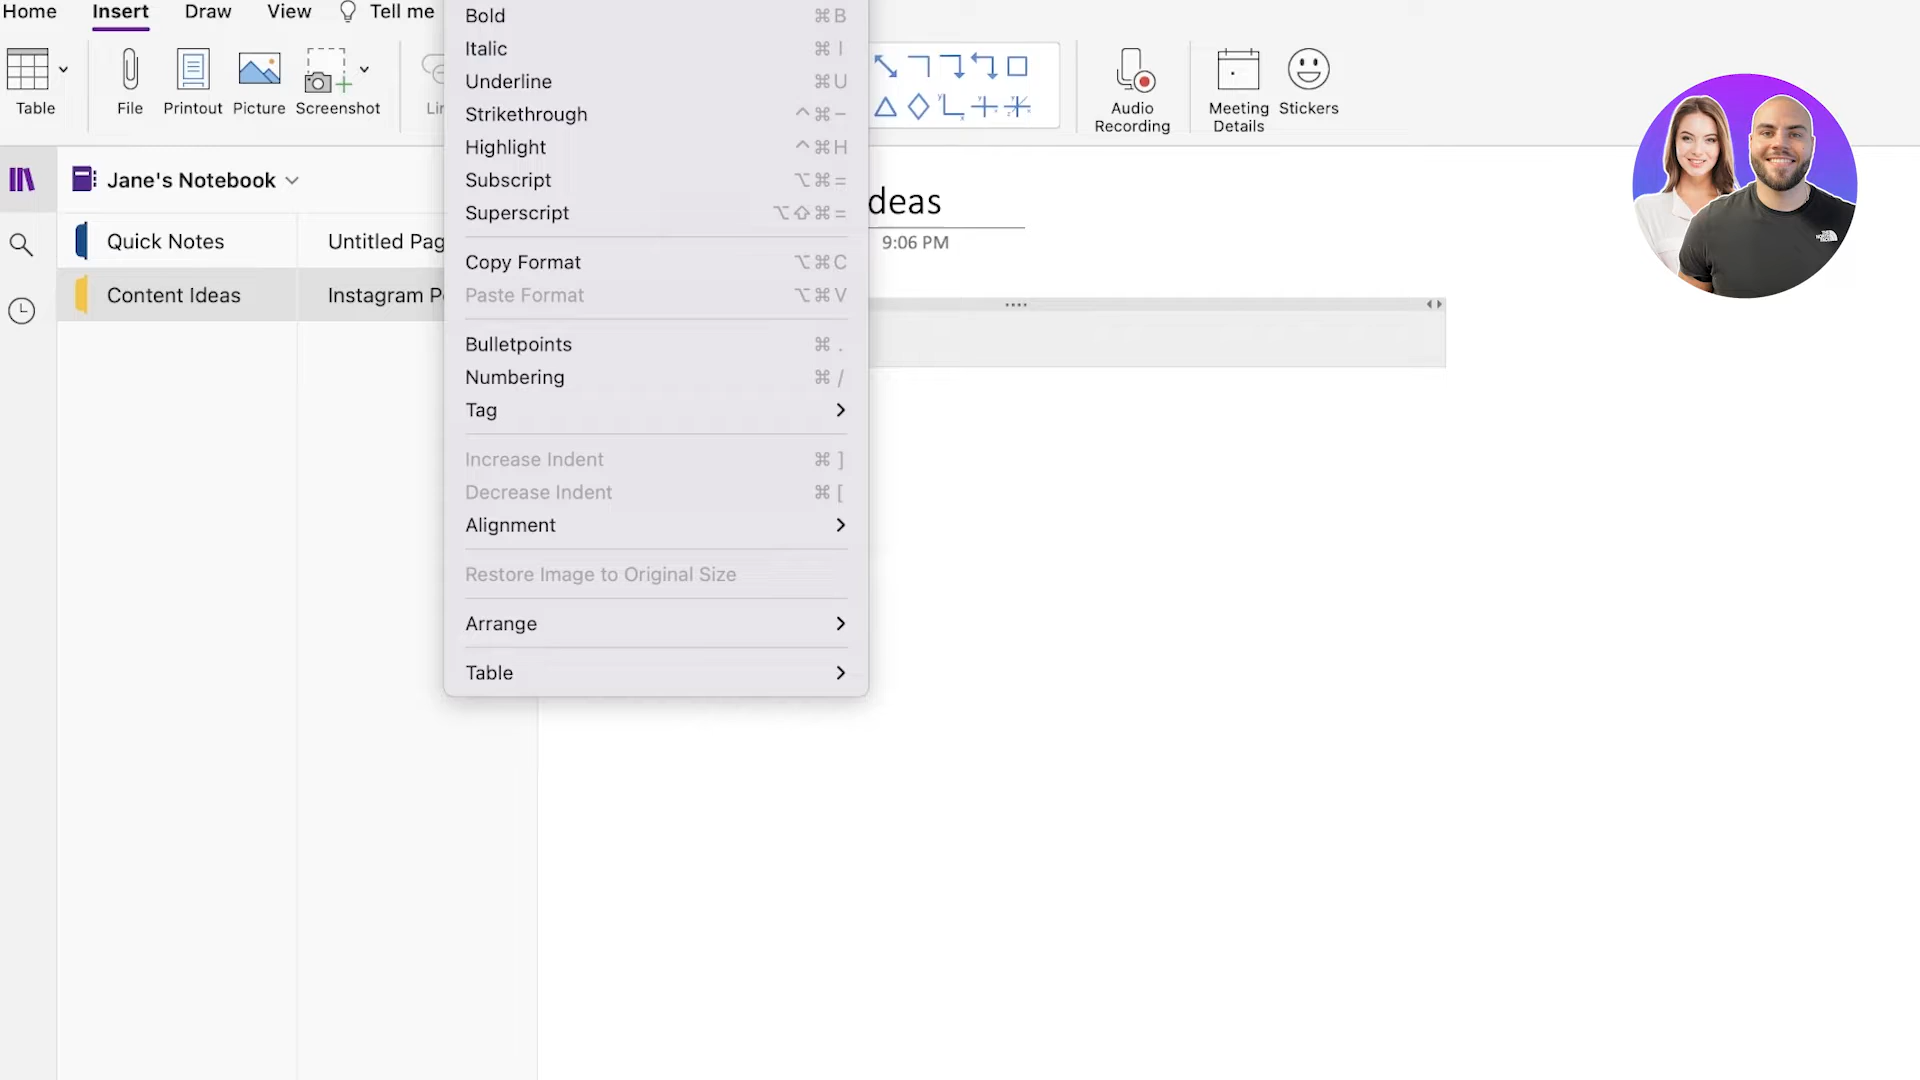 Home Insert Draw View Tell me
Table File Printout Picture Screenshot
Audio Recording
Meeting Details
Stickers
Jane's Notebook
Quick Notes
Content Ideas
Untitled Pag
Instagram P
Bold ⌘B
Italic ⌘I
Underline ⌘U
Strikethrough ^⌘–
Highlight ^⌘H
Subscript ⌥⌘=
Superscript ⌥⇧⌘=
Copy Format ⌥⌘C
Paste Format ⌥⌘V
Bulletpoints ⌘.
Numbering ⌘/
Tag
Increase Indent ⌘]
Decrease Indent ⌘[
Alignment
Restore Image to Original Size
Arrange
Table
deas
9:06 PM